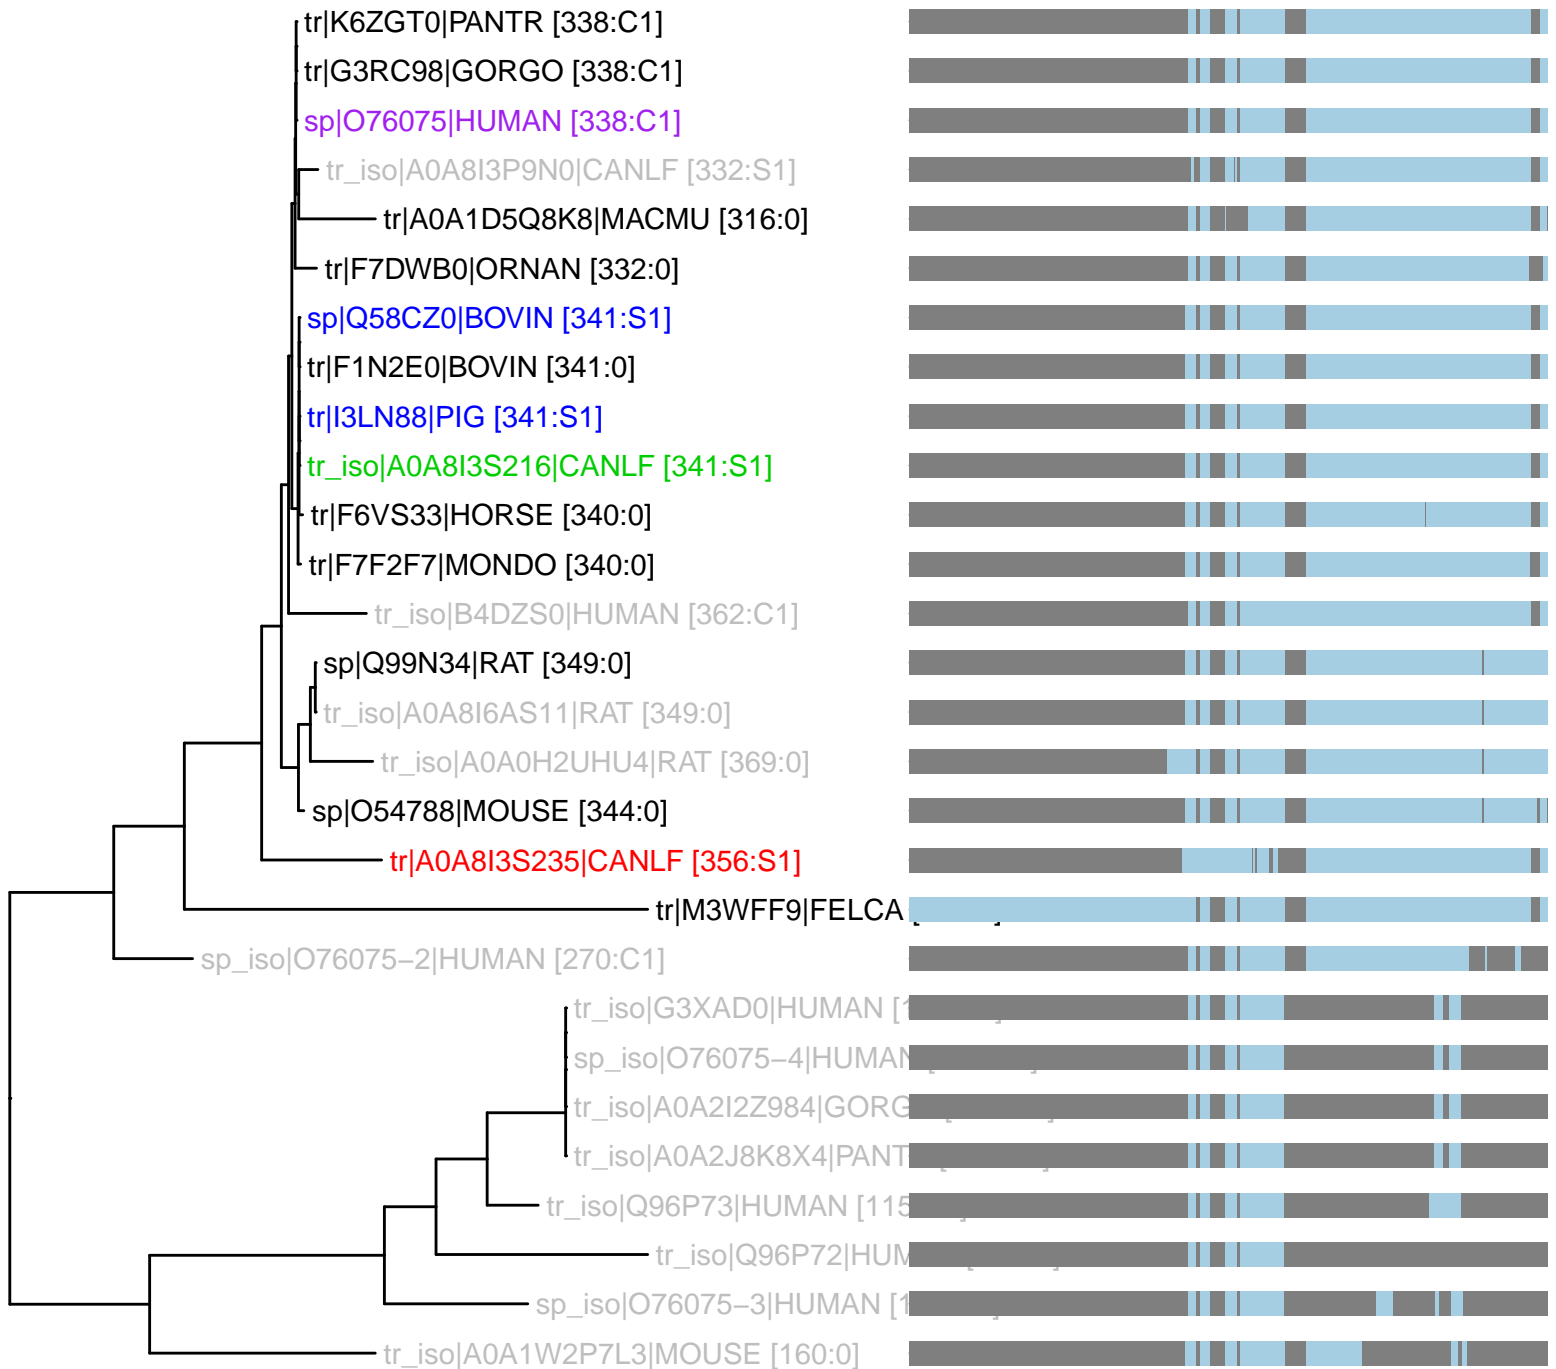 tr|K6ZGT0|PANTR [338:C1]
tr|G3RC98|GORGO [338:C1]
sp|O76075|HUMAN [338:C1]
tr_iso|A0A8I3P9N0|CANLF [332:S1]
tr|A0A1D5Q8K8|MACMU [316:0]
tr|F7DWB0|ORNAN [332:0]
sp|Q58CZ0|BOVIN [341:S1]
tr|F1N2E0|BOVIN [341:0]
tr|I3LN88|PIG [341:S1]
tr_iso|A0A8I3S216|CANLF [341:S1]
tr|F6VS33|HORSE [340:0]
tr|F7F2F7|MONDO [340:0]
tr_iso|B4DZS0|HUMAN [362:C1]
sp|Q99N34|RAT [349:0]
tr_iso|A0A8I6AS11|RAT [349:0]
tr_iso|A0A0H2UHU4|RAT [369:0]
sp|O54788|MOUSE [344:0]
tr|A0A8I3S235|CANLF [356:S1]
tr|M3WFF9|FELCA
sp_iso|O76075−2|HUMAN [270:C1]
tr_iso|G3XAD0|HUMAN
sp_iso|O76075−4|HUMAN
tr_iso|A0A2I2Z984|GORG
tr_iso|A0A2J8K8X4|PANT
tr_iso|Q96P73|HUMAN [115
tr_iso|Q96P72|HUM
sp_iso|O76075−3|HUMAN
tr_iso|A0A1W2P7L3|MOUSE [160:0]